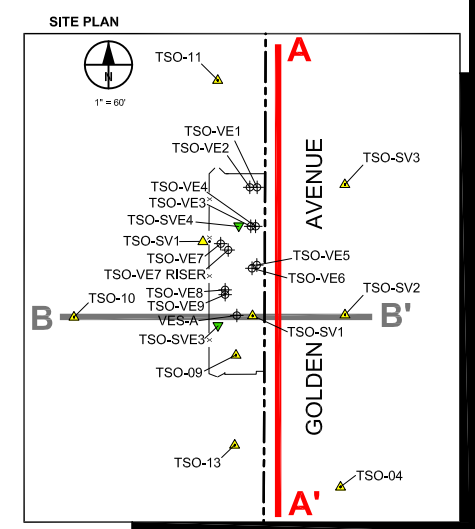 SITE PLAN
N
1" = 60'
TSO-11
A
TSO-VE1
TSO-VE2
AVENUE
TSO-SV3
TSO-VE4
TSO-VE3
TSO-SVE4
TSO-SV1
TSO-VE7
TSO-VE5
TSO-VE7 RISER
TSO-VE6
TSO-VE8
TSO-10
TSO-VE9
TSO-SV2
B
VES-A
B'
TSO-SV1
TSO-SVE3
TSO-09
GOLDEN
TSO-13
TSO-04
A'